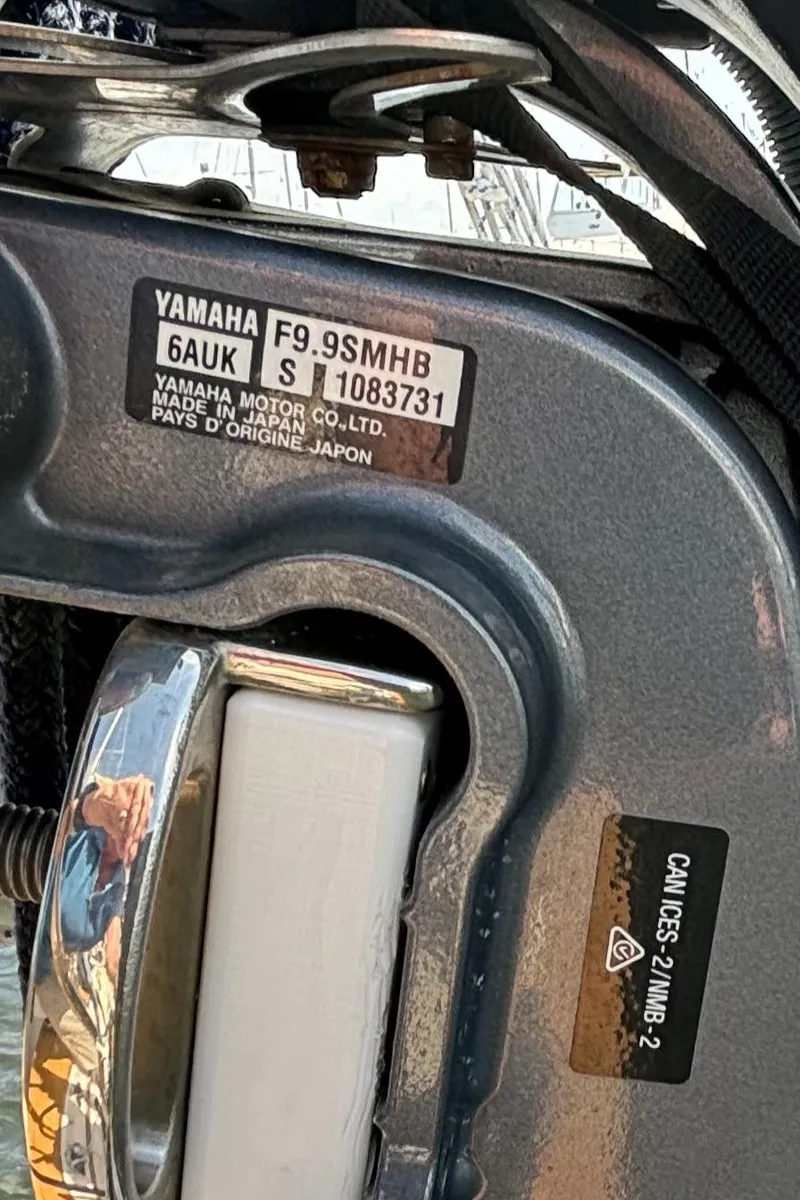 YAMAHA F9.9SMHB
6AUK S 1083731
YAMAHA MOTOR CO.,LTD.
MADE IN JAPAN
PAYS D'ORIGINE JAPON
CAN ICES-2/NMB-2